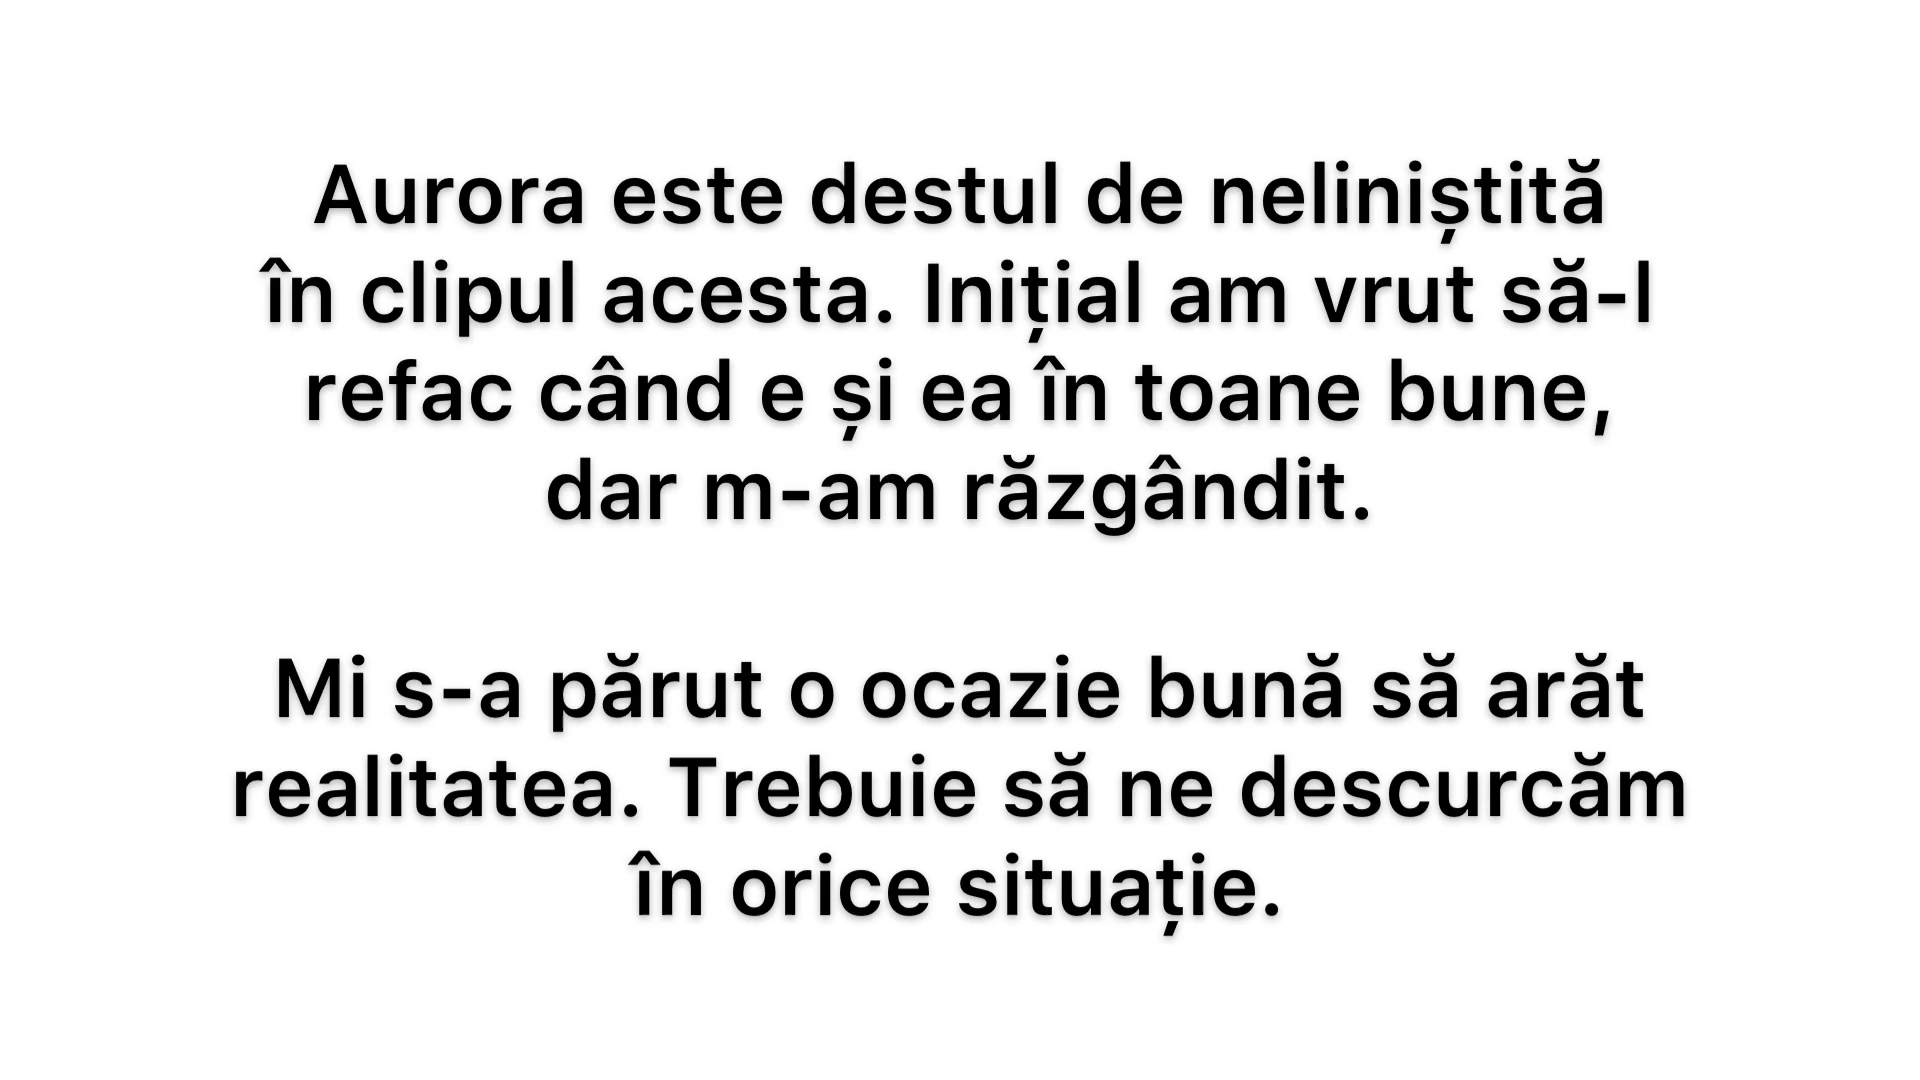 Aurora este destul de neliniștită
în clipul acesta. Inițial am vrut să-l
refac când e și ea în toane bune,
dar m-am răzgândit.
Mi s-a părut o ocazie bună să arăt
realitatea. Trebuie să ne descurcăm
în orice situație.